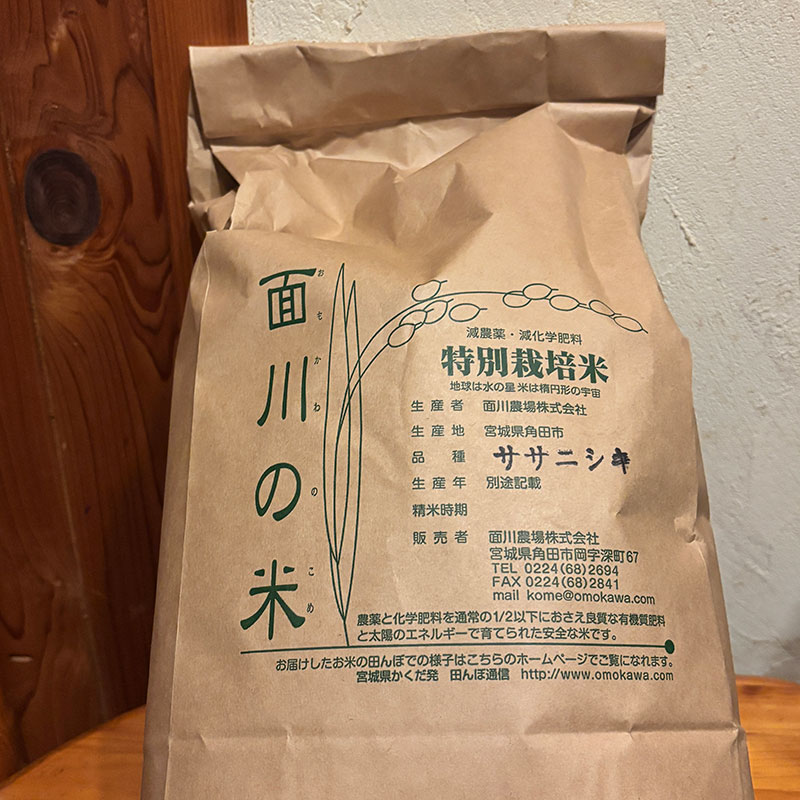 面川の米
おもかわのこめ
減農薬・減化学肥料
特別栽培米
地球は水の星 米は楕円形の宇宙
生産者 面川農場株式会社
生産地 宮城県角田市
品種 ササニシキ
生産年 別途記載
精米時期
販売者 面川農場株式会社
宮城県角田市岡字深町67
TEL 0224(68)2694
FAX 0224(68)2841
mail kome@omokawa.com
農薬と化学肥料を通常の1/2以下におさえ良質な有機質肥料
と太陽のエネルギーで育てられた安全な米です。
お届けしたお米の田んぼでの様子はこちらのホームページでご覧になれます。
宮城県かくだ発 田んぼ通信 http://www.omokawa.com